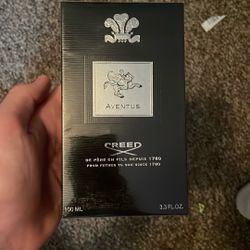 AVENTUS
CREED
DE PÈRE EN FILS DEPUIS 1760
FROM FATHER TO SON SINCE 1760
100 ML 3.3 FL.OZ.